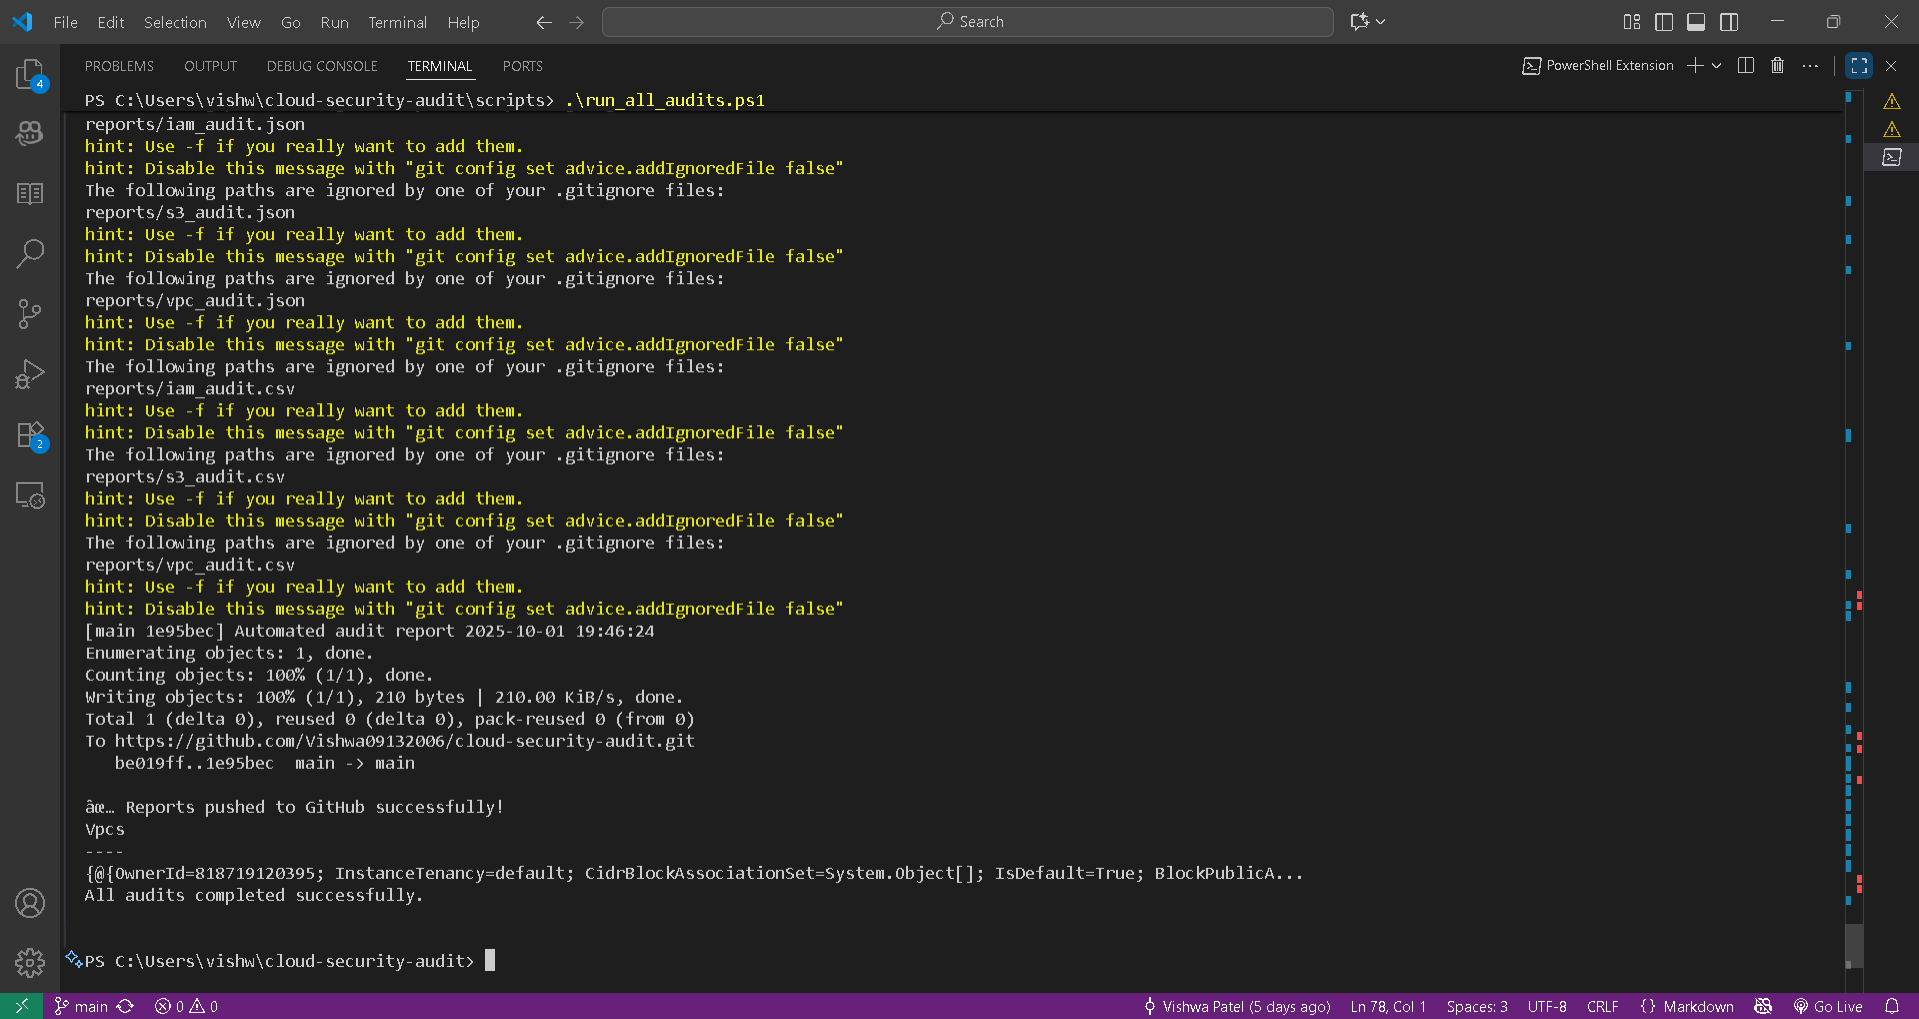 File Edit Selection View Go Run Terminal Help
Search
PROBLEMS OUTPUT DEBUG CONSOLE TERMINAL PORTS
PowerShell Extension
4
2
PS C:\Users\vishw\cloud-security-audit\scripts> .\run_all_audits.ps1
reports/iam_audit.json
hint: Use -f if you really want to add them.
hint: Disable this message with "git config set advice.addIgnoredFile false"
The following paths are ignored by one of your .gitignore files:
reports/s3_audit.json
hint: Use -f if you really want to add them.
hint: Disable this message with "git config set advice.addIgnoredFile false"
The following paths are ignored by one of your .gitignore files:
reports/vpc_audit.json
hint: Use -f if you really want to add them.
hint: Disable this message with "git config set advice.addIgnoredFile false"
The following paths are ignored by one of your .gitignore files:
reports/iam_audit.csv
hint: Use -f if you really want to add them.
hint: Disable this message with "git config set advice.addIgnoredFile false"
The following paths are ignored by one of your .gitignore files:
reports/s3_audit.csv
hint: Use -f if you really want to add them.
hint: Disable this message with "git config set advice.addIgnoredFile false"
The following paths are ignored by one of your .gitignore files:
reports/vpc_audit.csv
hint: Use -f if you really want to add them.
hint: Disable this message with "git config set advice.addIgnoredFile false"
[main 1e95bec] Automated audit report 2025-10-01 19:46:24
Enumerating objects: 1, done.
Counting objects: 100% (1/1), done.
Writing objects: 100% (1/1), 210 bytes | 210.00 KiB/s, done.
Total 1 (delta 0), reused 0 (delta 0), pack-reused 0 (from 0)
To https://github.com/Vishwa09132006/cloud-security-audit.git
   be019ff..1e95bec  main -> main
âœ… Reports pushed to GitHub successfully!
Vpcs
----
{@{OwnerId=818719120395; InstanceTenancy=default; CidrBlockAssociationSet=System.Object[]; IsDefault=True; BlockPublicA...
All audits completed successfully.
PS C:\Users\vishw\cloud-security-audit>
main 0 0 Vishwa Patel (5 days ago) Ln 78, Col 1 Spaces: 3 UTF-8 CRLF {} Markdown Go Live